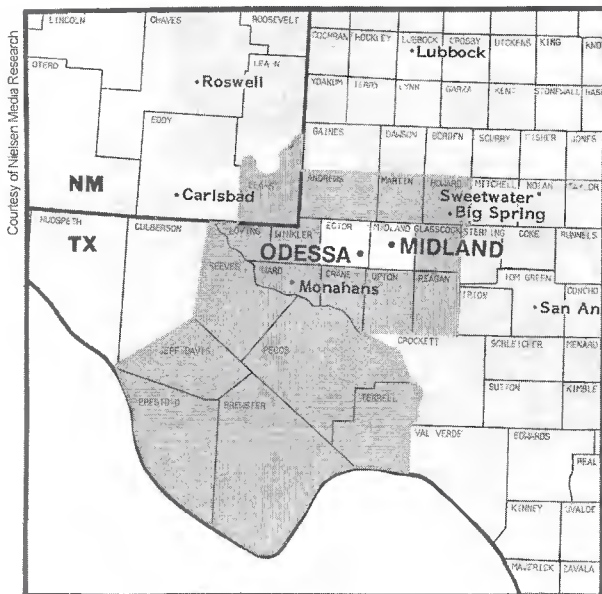 Courtesy of Nielsen Media Research
LINCOLN CHAVES ROOSEVELT
COCHRAN HOCKLEY LUBBOCK CROSBY DICKENS KING
Lubbock
OTERO
Roswell
YOAKUM TERRY LYNN GARZA KENT STONEWALL
EDDY
GAINES DAWSON BORDEN SCURRY FISHER JONES
NM
Carlsbad
ANDREWS MARTIN HOWARD MITCHELL NOLAN TAYLOR
Sweetwater
Big Spring
HUDSPETH CULBERSON
TX
LOVING WINKLER ECTOR MIDLAND GLASSCOCK STERLING COKE RUNNELS
ODESSA MIDLAND
REEVES WARD CRANE UPTON REAGAN TOM GREEN CONCHO
Monahans
IRION
San An
CROCKETT
SCHLEICHER MENARD
JEFF DAVIS PECOS
SUTTON KIMBLE
PRESIDIO BREWSTER TERRELL
VAL VERDE EDWARDS
REAL
KINNEY UVALDE
MAVERICK ZAVALA